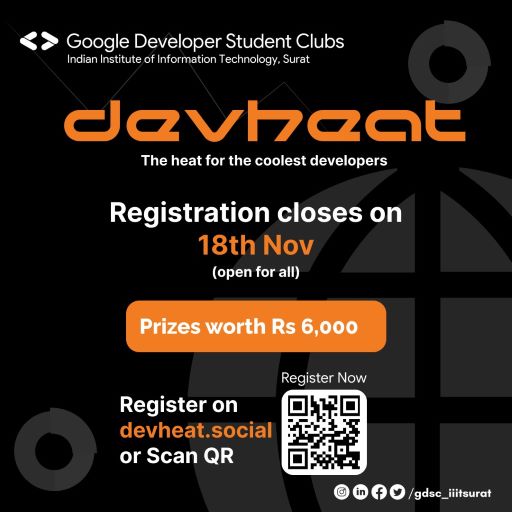 Google Developer Student Clubs
Indian Institute of Information Technology, Surat
devheat
The heat for the coolest developers
Registration closes on
18th Nov
(open for all)
Prizes worth Rs 6,000
Register Now
Register on
devheat.social
or Scan QR
/gdsc_iiitsurat